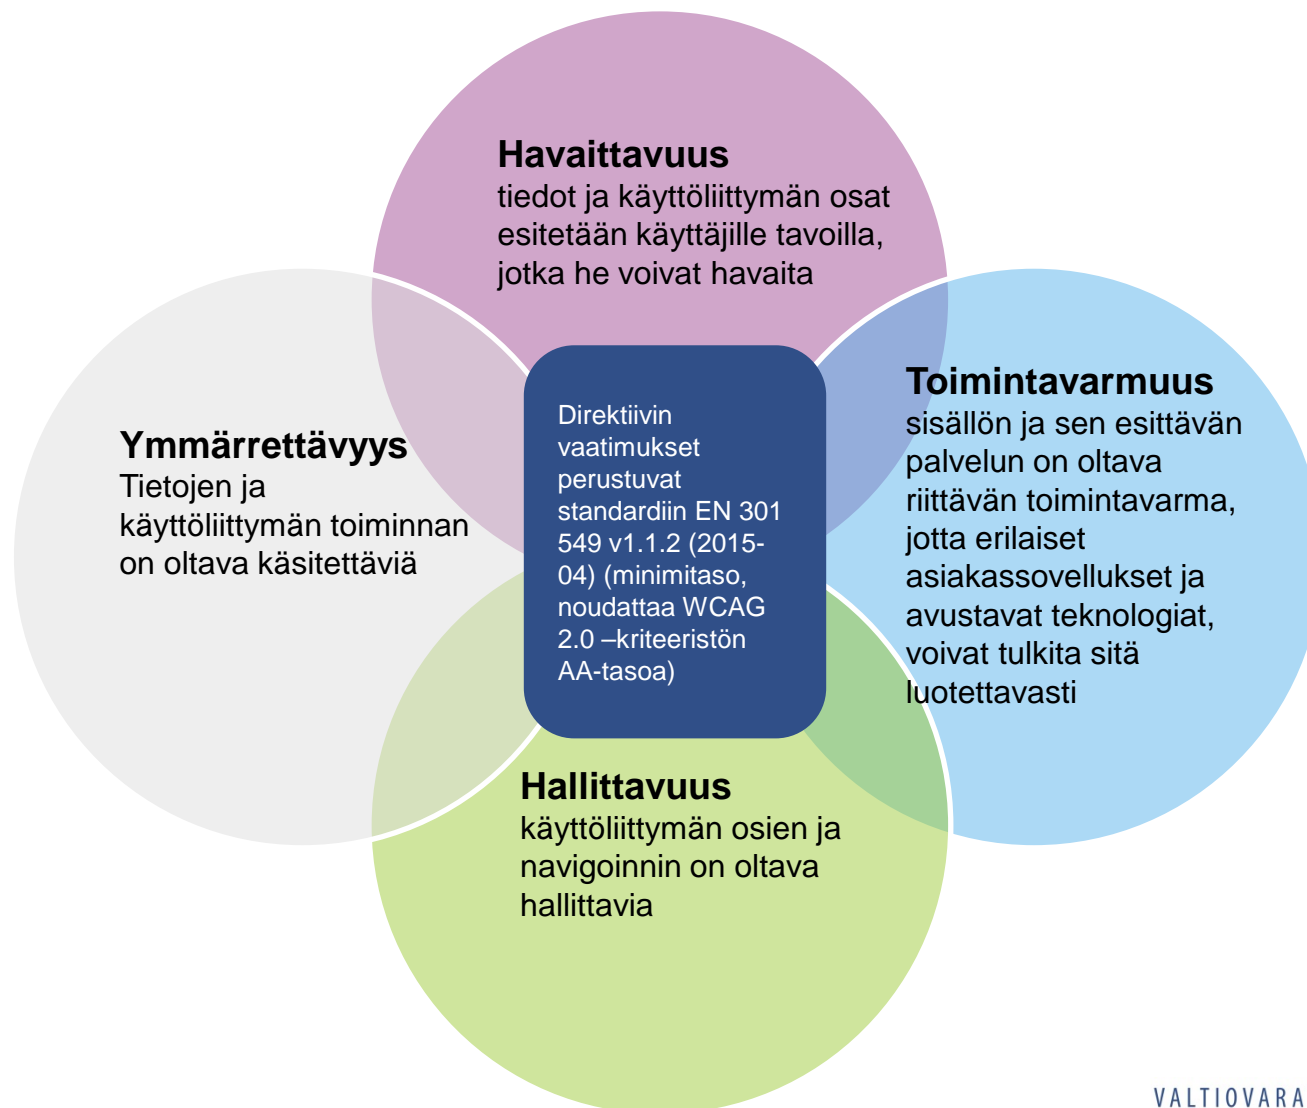 Havaittavuus
tiedot ja käyttöliittymän osat
esitetään käyttäjille tavoilla,
jotka he voivat havaita
Ymmärrettävyys
Tietojen ja
käyttöliittymän toiminnan
on oltava käsitettäviä
Direktiivin
vaatimukset
perustuvat
standardiin EN 301
549 v1.1.2 (2015-
04) (minimitaso,
noudattaa WCAG
2.0 –kriteeristön
AA-tasoa)
Toimintavarmuus
sisällön ja sen esittävän
palvelun on oltava
riittävän toimintavarma,
jotta erilaiset
asiakassovellukset ja
avustavat teknologiat,
voivat tulkita sitä
luotettavasti
Hallittavuus
käyttöliittymän osien ja
navigoinnin on oltava
hallittavia
VALTIOVARA